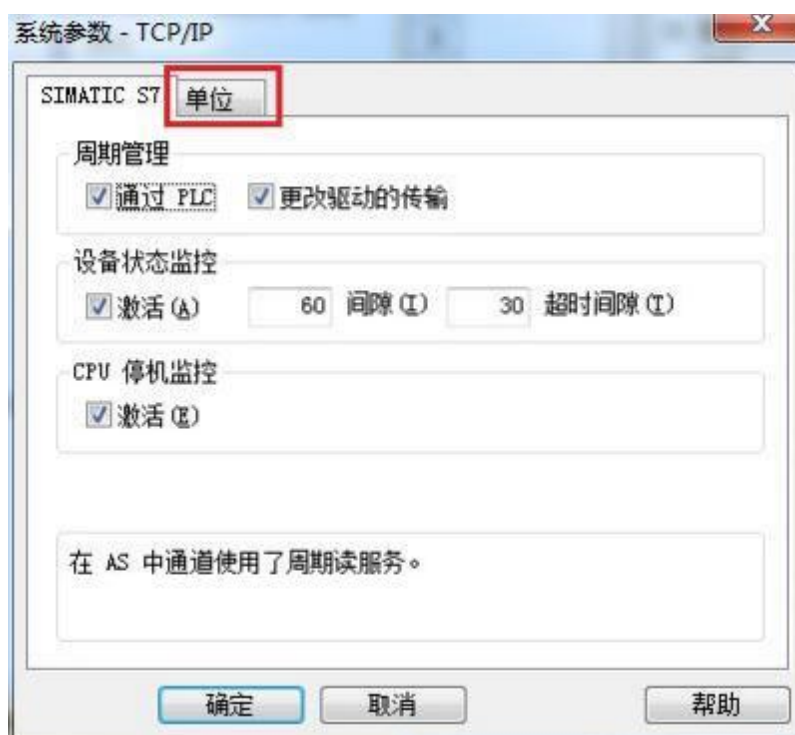 系统参数 - TCP/IP
SIMATIC S7 单位
周期管理
通过 PLC 更改驱动的传输
设备状态监控
激活(A) 60 间隙(I) 30 超时间隙(T)
CPU 停机监控
激活(E)
在 AS 中通道使用了周期读服务。
确定 取消 帮助